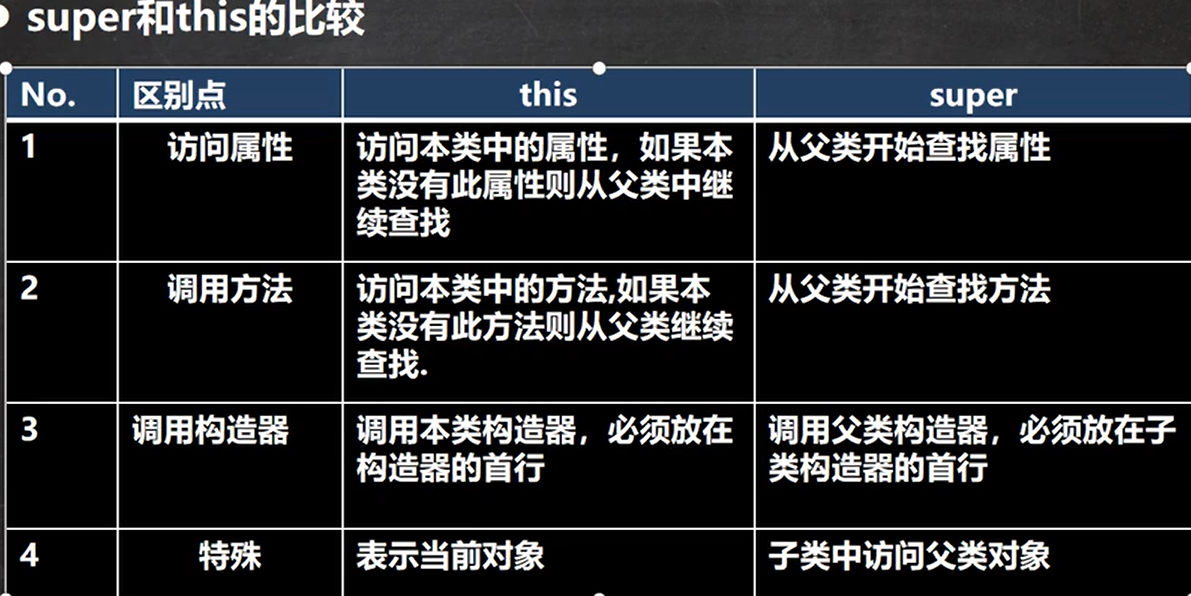 super和this的比较
No. 区别点 this super
1 访问属性 访问本类中的属性，如果本 从父类开始查找属性
类没有此属性则从父类中继
续查找
2 调用方法 访问本类中的方法,如果本 从父类开始查找方法
类没有此方法则从父类继续
查找.
3 调用构造器 调用本类构造器，必须放在 调用父类构造器，必须放在子
构造器的首行 类构造器的首行
4 特殊 表示当前对象 子类中访问父类对象